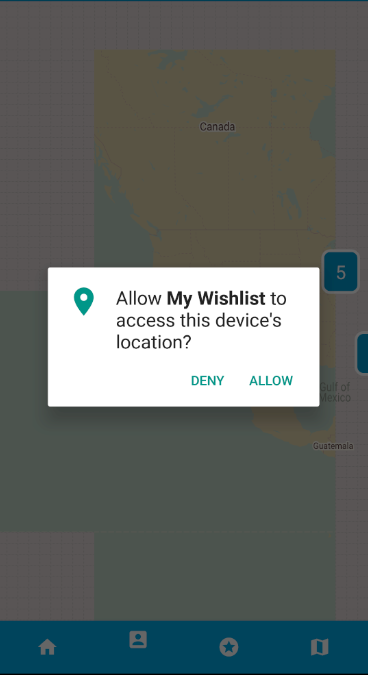 Canada
5
Allow My Wishlist to
access this device's
location?
DENY ALLOW
Gulf of
Mexico
Guatemala